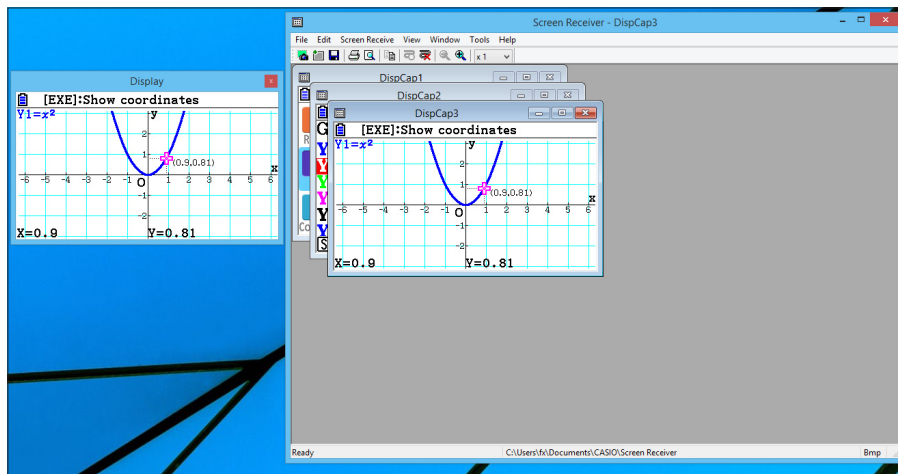 Screen Receiver - DispCap3
File Edit Screen Receive View Window Tools Help
x 1
Display
[EXE]:Show coordinates
Y1=x²
y
2
1
(0.9,0.81)
x
-6 -5 -4 -3 -2 -1 O 1 2 3 4 5 6
-1
-2
X=0.9 Y=0.81
DispCap1
R
Co
DispCap2
G
Y
Y
Y
Y
Y
Y
S
DispCap3
[EXE]:Show coordinates
Y1=x²
y
2
1
(0.9,0.81)
x
-6 -5 -4 -3 -2 -1 O 1 2 3 4 5 6
-1
-2
X=0.9 Y=0.81
Ready C:\Users\fx\Documents\CASIO\Screen Receiver Bmp